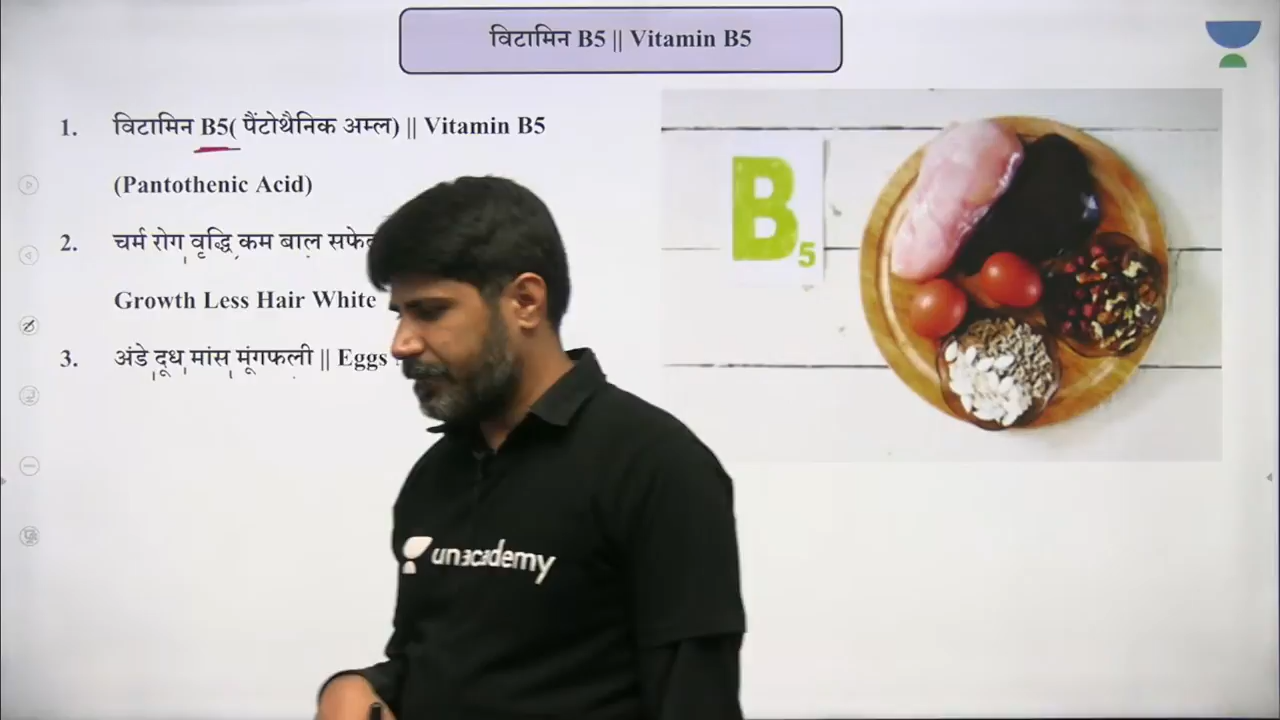 विटामिन B5 || Vitamin B5
1. विटामिन B5( पैंटोथैनिक अम्ल) || Vitamin B5
(Pantothenic Acid)
2. चर्म रोग वृद्धि कम बाल
Growth Less Hair White
3. अंडे दूध मांस मूंगफली || Eggs
B5
unacademy